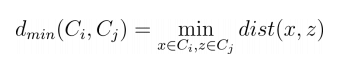 d_{min}(C_i, C_j) = \min_{x \in C_i, z \in C_j} dist(x, z)